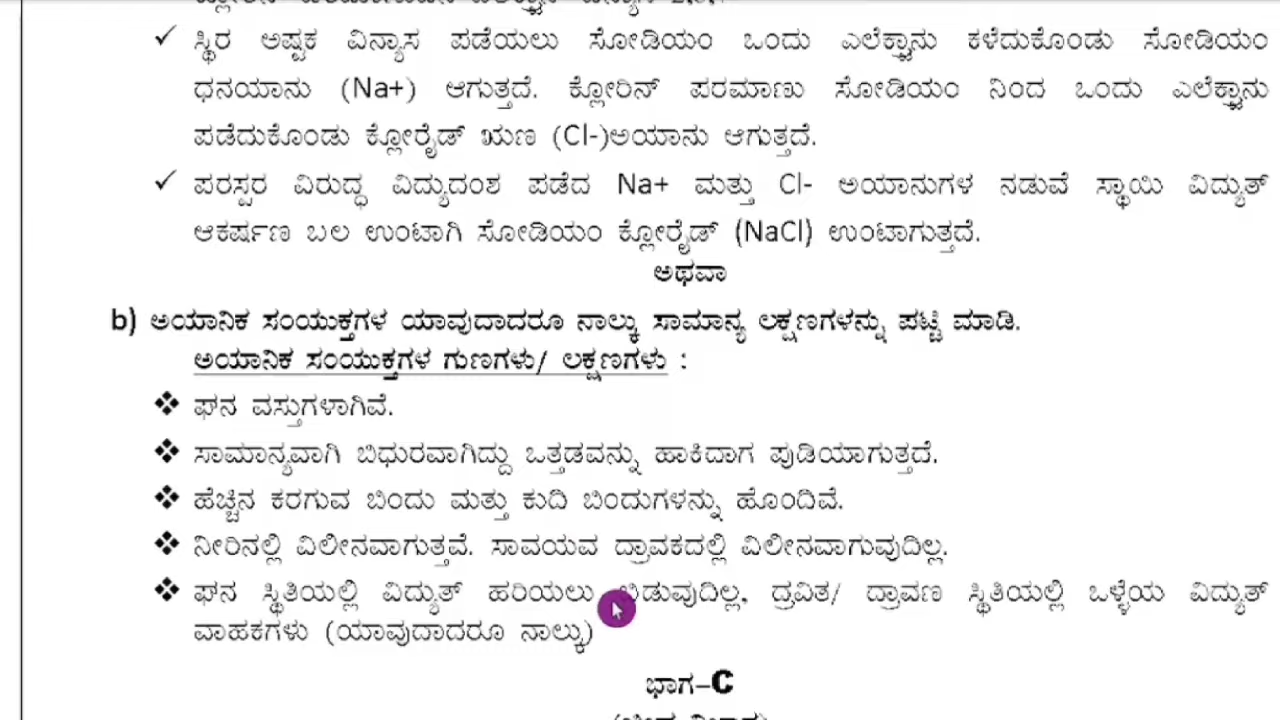 ✓ ಸ್ಥಿರ ಅಷ್ಟಕ ವಿನ್ಯಾಸ ಪಡೆಯಲು ಸೋಡಿಯಂ ಒಂದು ಎಲೆಕ್ಟ್ರಾನು ಕಳೆದುಕೊಂಡು ಸೋಡಿಯಂ
ಧನಯಾನು (Na+) ಆಗುತ್ತದೆ. ಕ್ಲೋರಿನ್ ಪರಮಾಣು ಸೋಡಿಯಂ ನಿಂದ ಒಂದು ಎಲೆಕ್ಟ್ರಾನು
ಪಡೆದುಕೊಂಡು ಕ್ಲೋರೈಡ್ ಋಣ (Cl-)ಅಯಾನು ಆಗುತ್ತದೆ.
✓ ಪರಸ್ಪರ ವಿರುದ್ಧ ವಿದ್ಯುದಂಶ ಪಡೆದ Na+ ಮತ್ತು Cl- ಅಯಾನುಗಳ ನಡುವೆ ಸ್ಥಾಯಿ ವಿದ್ಯುತ್
ಆಕರ್ಷಣ ಬಲ ಉಂಟಾಗಿ ಸೋಡಿಯಂ ಕ್ಲೋರೈಡ್ (NaCl) ಉಂಟಾಗುತ್ತದೆ.
ಅಥವಾ
b) ಅಯಾನಿಕ ಸಂಯುಕ್ತಗಳ ಯಾವುದಾದರೂ ನಾಲ್ಕು ಸಾಮಾನ್ಯ ಲಕ್ಷಣಗಳನ್ನು ಪಟ್ಟಿ ಮಾಡಿ.
ಅಯಾನಿಕ ಸಂಯುಕ್ತಗಳ ಗುಣಗಳು/ ಲಕ್ಷಣಗಳು :
❖ ಘನ ವಸ್ತುಗಳಾಗಿವೆ.
❖ ಸಾಮಾನ್ಯವಾಗಿ ಬಿಧುರವಾಗಿದ್ದು ಒತ್ತಡವನ್ನು ಹಾಕಿದಾಗ ಪುಡಿಯಾಗುತ್ತದೆ.
❖ ಹೆಚ್ಚಿನ ಕರಗುವ ಬಿಂದು ಮತ್ತು ಕುದಿ ಬಿಂದುಗಳನ್ನು ಹೊಂದಿವೆ.
❖ ನೀರಿನಲ್ಲಿ ವಿಲೀನವಾಗುತ್ತವೆ. ಸಾವಯವ ದ್ರಾವಕದಲ್ಲಿ ವಿಲೀನವಾಗುವುದಿಲ್ಲ.
❖ ಘನ ಸ್ಥಿತಿಯಲ್ಲಿ ವಿದ್ಯುತ್ ಹರಿಯಲು ಬಿಡುವುದಿಲ್ಲ, ದ್ರವಿತ/ ದ್ರಾವಣ ಸ್ಥಿತಿಯಲ್ಲಿ ಒಳ್ಳೆಯ ವಿದ್ಯುತ್
ವಾಹಕಗಳು (ಯಾವುದಾದರೂ ನಾಲ್ಕು)
ಭಾಗ–C